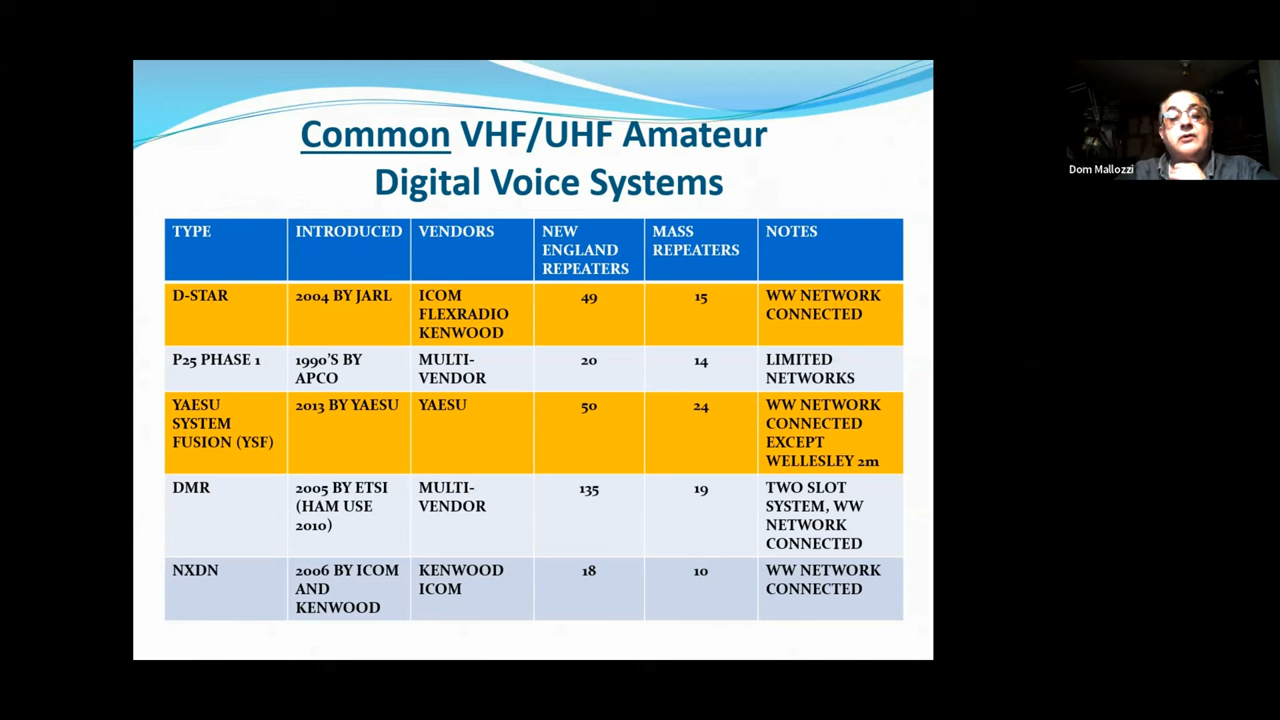 Common VHF/UHF Amateur
Digital Voice Systems
TYPE
INTRODUCED
VENDORS
NEW
ENGLAND
REPEATERS
MASS
REPEATERS
NOTES
D-STAR
2004 BY JARL
ICOM
FLEXRADIO
KENWOOD
49
15
WW NETWORK
CONNECTED
P25 PHASE 1
1990'S BY
APCO
MULTI-
VENDOR
20
14
LIMITED
NETWORKS
YAESU
SYSTEM
FUSION (YSF)
2013 BY YAESU
YAESU
50
24
WW NETWORK
CONNECTED
EXCEPT
WELLESLEY 2m
DMR
2005 BY ETSI
(HAM USE
2010)
MULTI-
VENDOR
135
19
TWO SLOT
SYSTEM, WW
NETWORK
CONNECTED
NXDN
2006 BY ICOM
AND
KENWOOD
KENWOOD
ICOM
18
10
WW NETWORK
CONNECTED
Dom Mallozzi